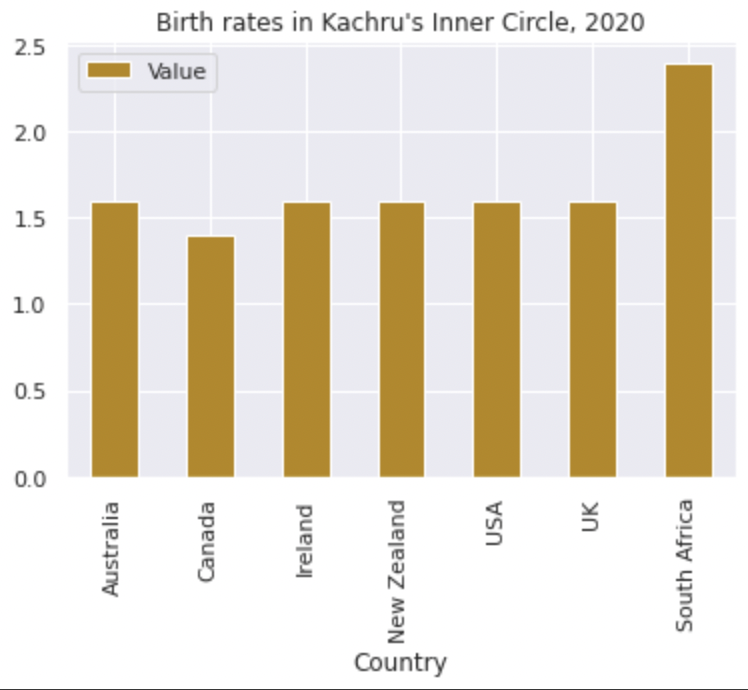 Birth rates in Kachru's Inner Circle, 2020
Value
2.5
2.0
1.5
1.0
0.5
0.0
Australia
Canada
Ireland
New Zealand
USA
UK
South Africa
Country